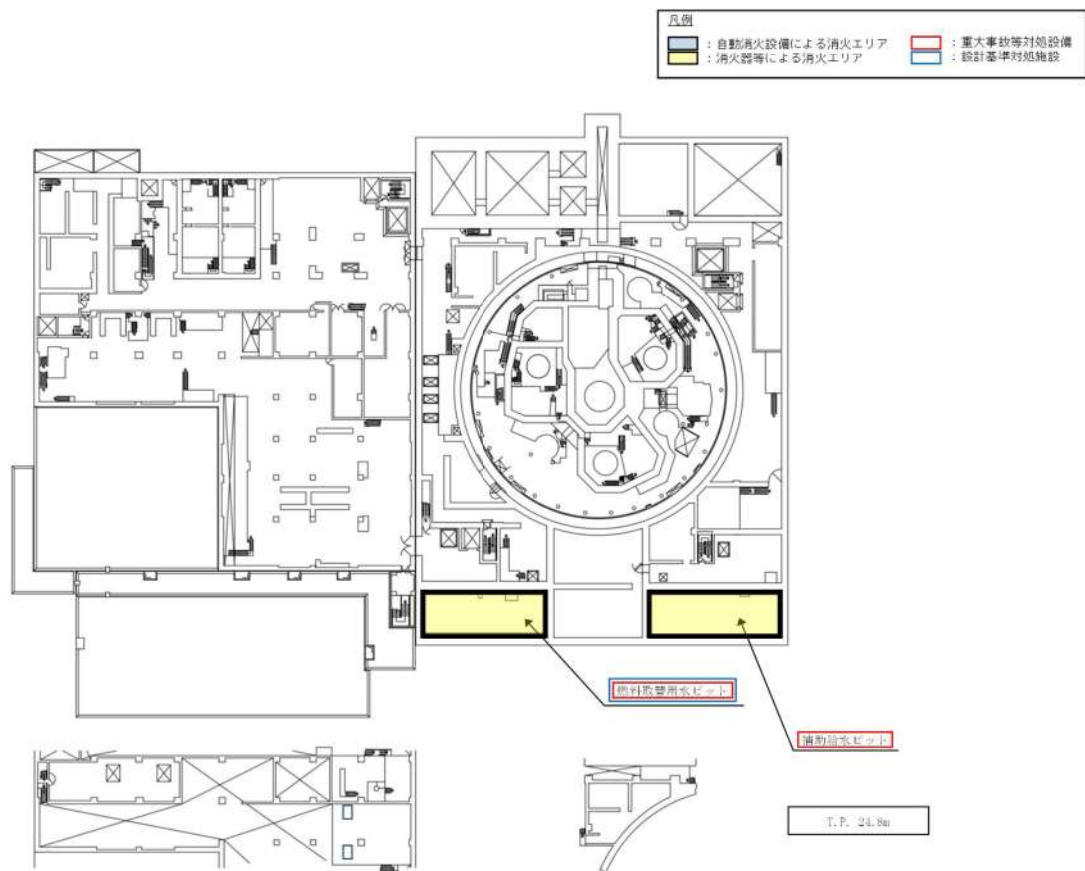 凡例
：自動消火設備による消火エリア
：重大事故等対処設備
：消火器等による消火エリア
：設計基準対処施設
燃料取替用水ピット
補助給水ピット
T.P. 24.8m